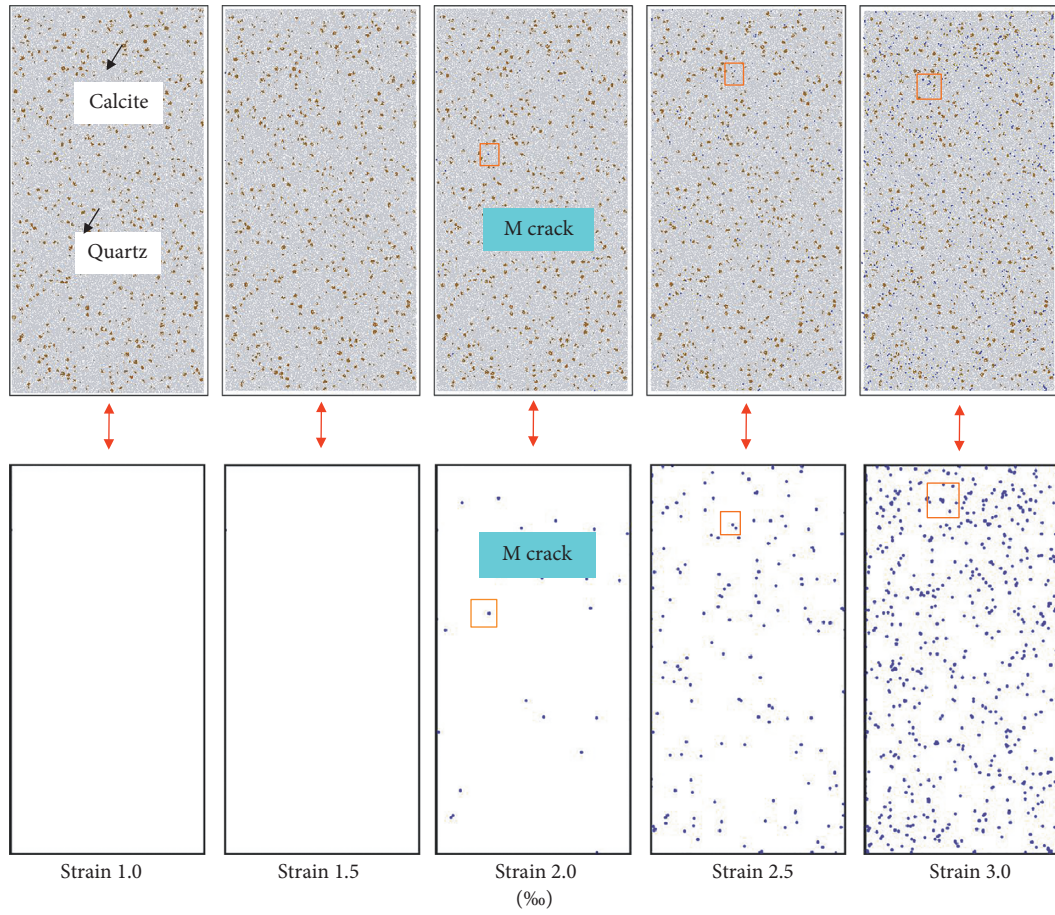 Calcite
Quartz
M crack
M crack
Strain 1.0
Strain 1.5
Strain 2.0
Strain 2.5
Strain 3.0
(‰)